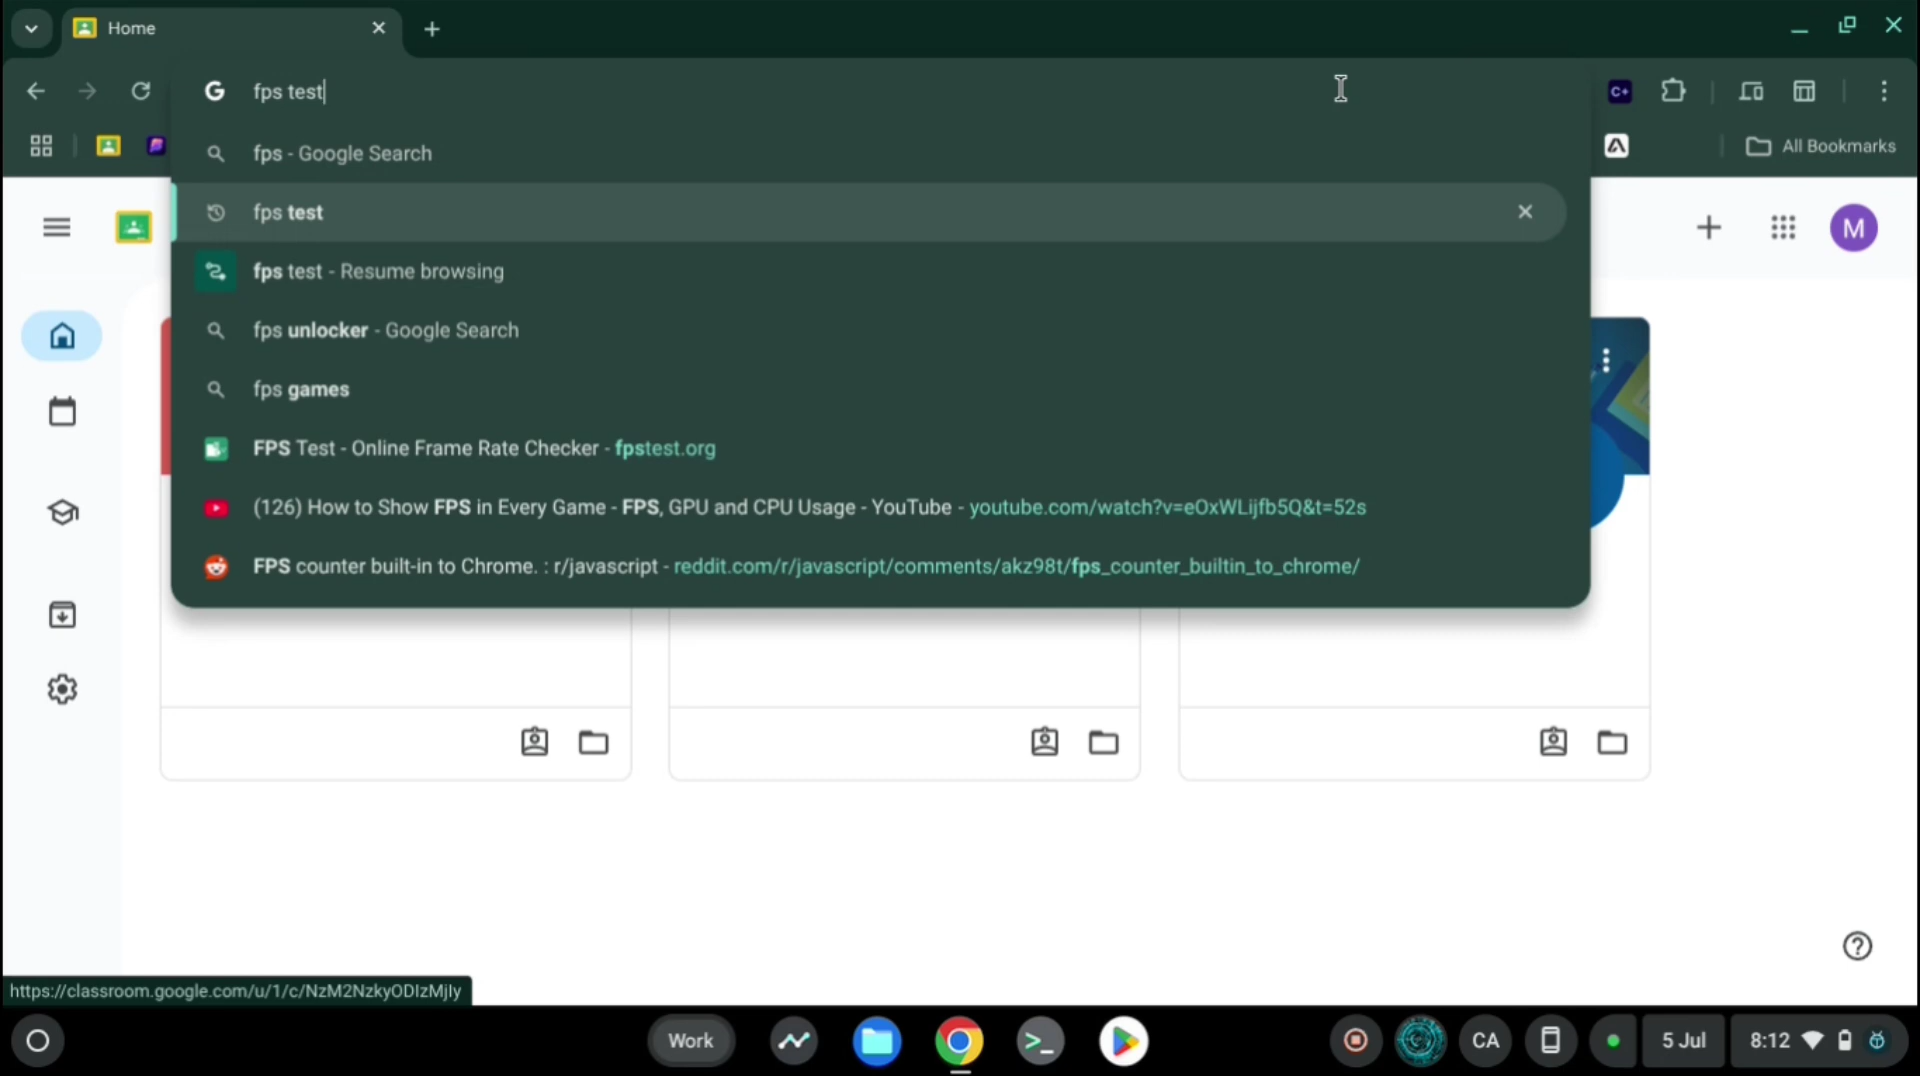 Home
fps test
C+
fps - Google Search
All Bookmarks
fps test
M
fps test - Resume browsing
fps unlocker - Google Search
fps games
FPS Test - Online Frame Rate Checker - fpstest.org
(126) How to Show FPS in Every Game - FPS, GPU and CPU Usage - YouTube - youtube.com/watch?v=eOxWLijfb5Q&t=52s
FPS counter built-in to Chrome. : r/javascript - reddit.com/r/javascript/comments/akz98t/fps_counter_builtin_to_chrome/
https://classroom.google.com/u/1/c/NzM2NzkyODIzMjIy
Work
CA
5 Jul
8:12